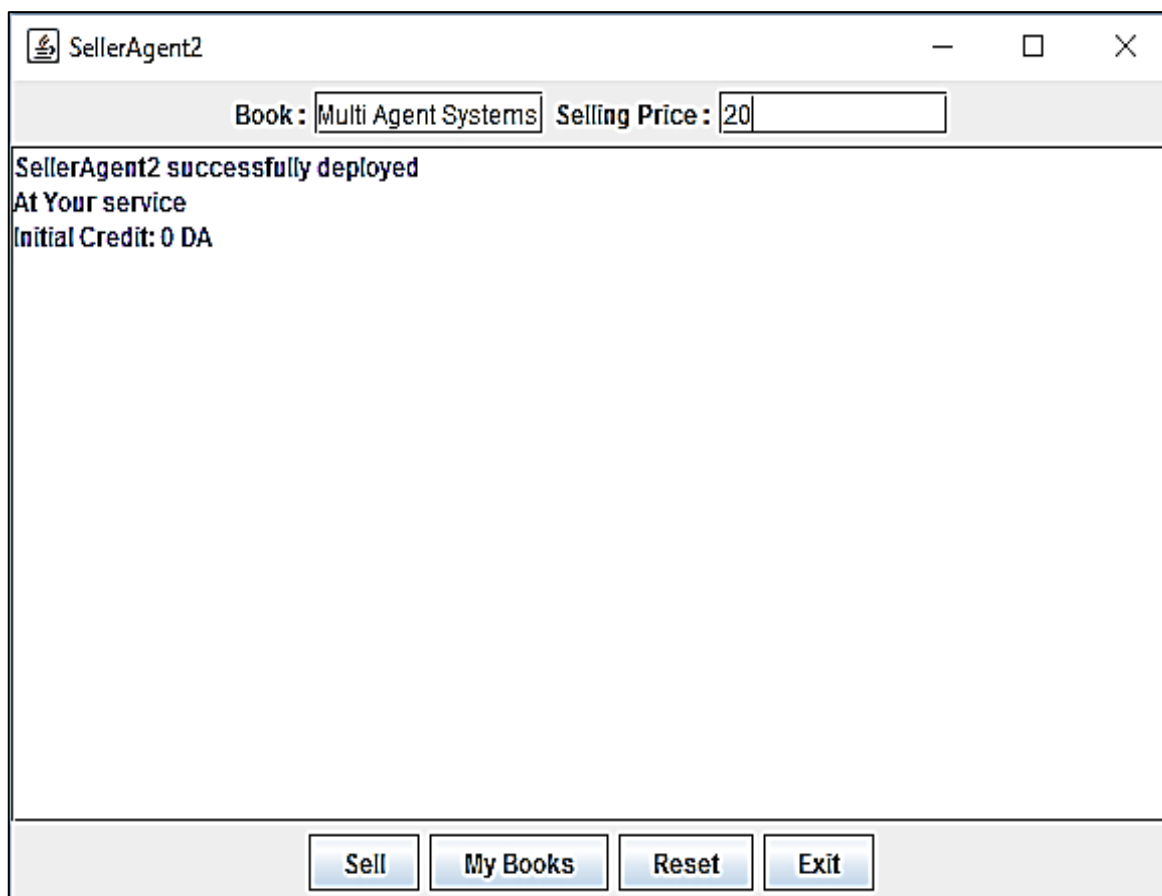 SellerAgent2
Book : Multi Agent Systems Selling Price : 20
SellerAgent2 successfully deployed
At Your service
Initial Credit: 0 DA
Sell My Books Reset Exit